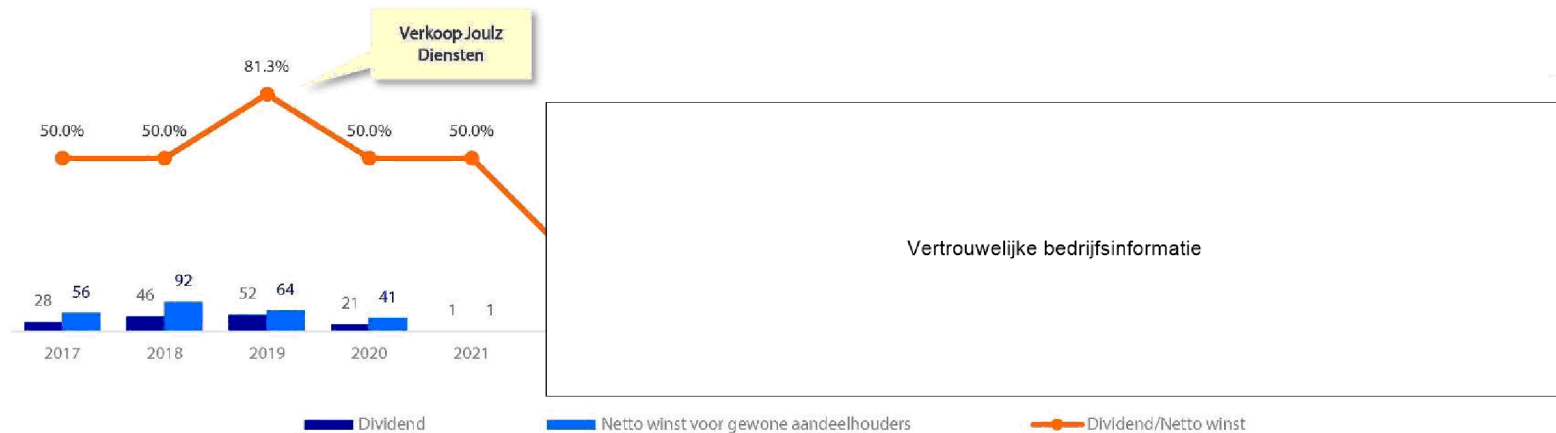 Verkoop Joulz
Diensten
81.3%
50.0% 50.0% 50.0% 50.0%
Vertrouwelijke bedrijfsinformatie
28 56 46 92 52 64 21 41 1 1
2017 2018 2019 2020 2021
Dividend Netto winst voor gewone aandeelhouders Dividend/Netto winst